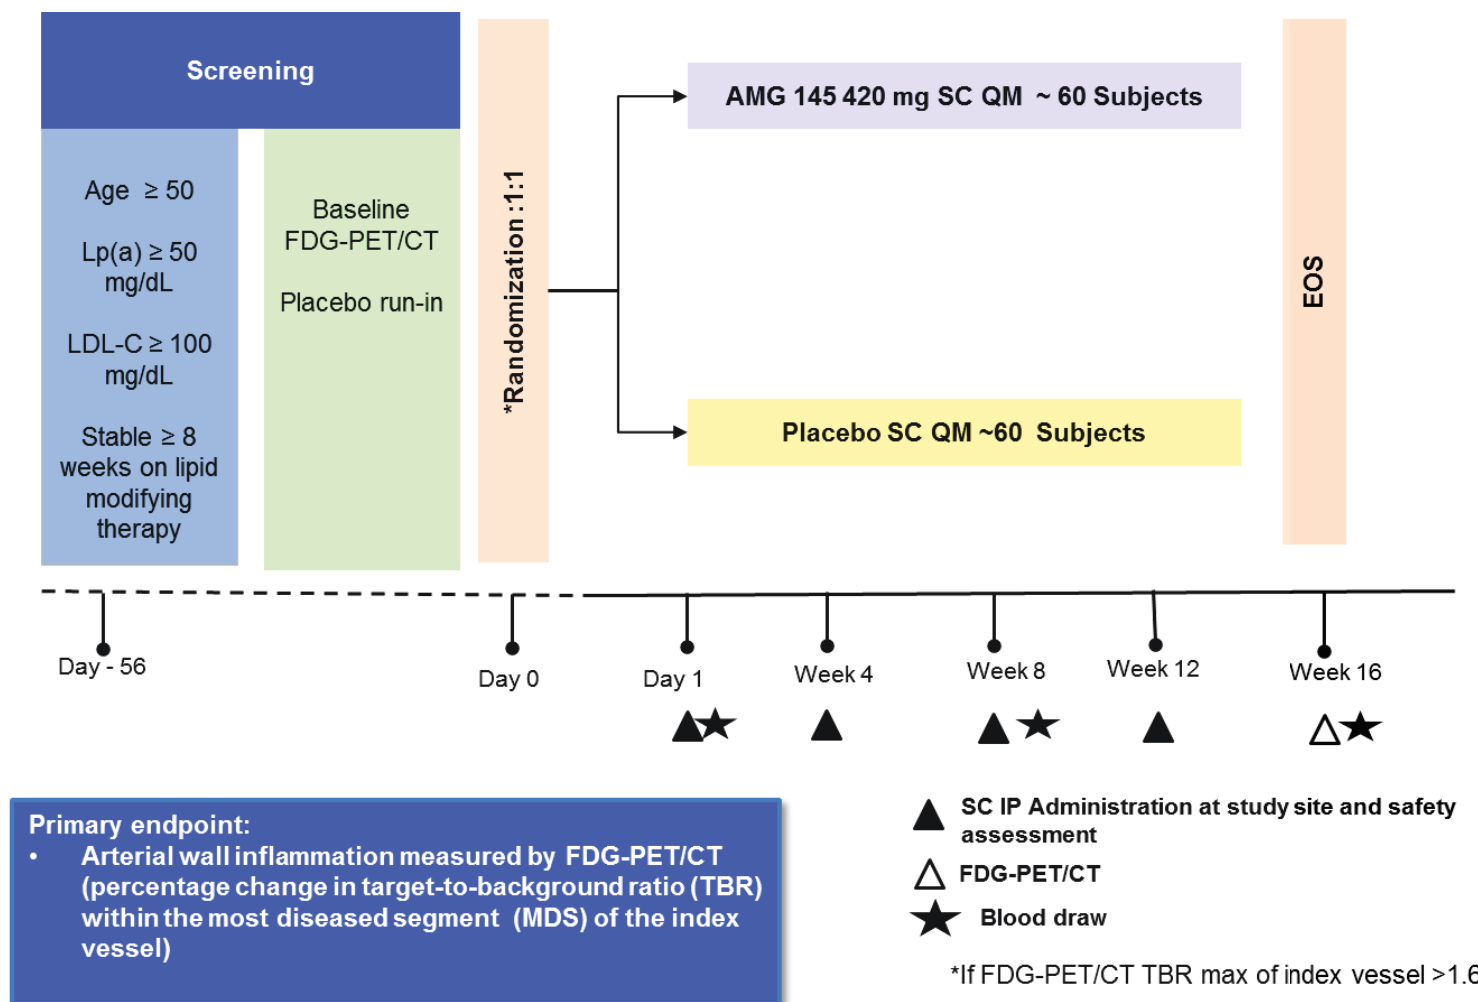 Screening
Age ≥ 50
Lp(a) ≥ 50
mg/dL
LDL-C ≥ 100
mg/dL
Stable ≥ 8
weeks on lipid
modifying
therapy
Baseline
FDG-PET/CT
Placebo run-in
*Randomization :1:1
AMG 145 420 mg SC QM ~ 60 Subjects
Placebo SC QM ~60 Subjects
EOS
Day - 56
Day 0
Day 1
Week 4
Week 8
Week 12
Week 16
Primary endpoint:
• Arterial wall inflammation measured by FDG-PET/CT
(percentage change in target-to-background ratio (TBR)
within the most diseased segment (MDS) of the index
vessel)
SC IP Administration at study site and safety
assessment
FDG-PET/CT
Blood draw
*If FDG-PET/CT TBR max of index vessel >1.6